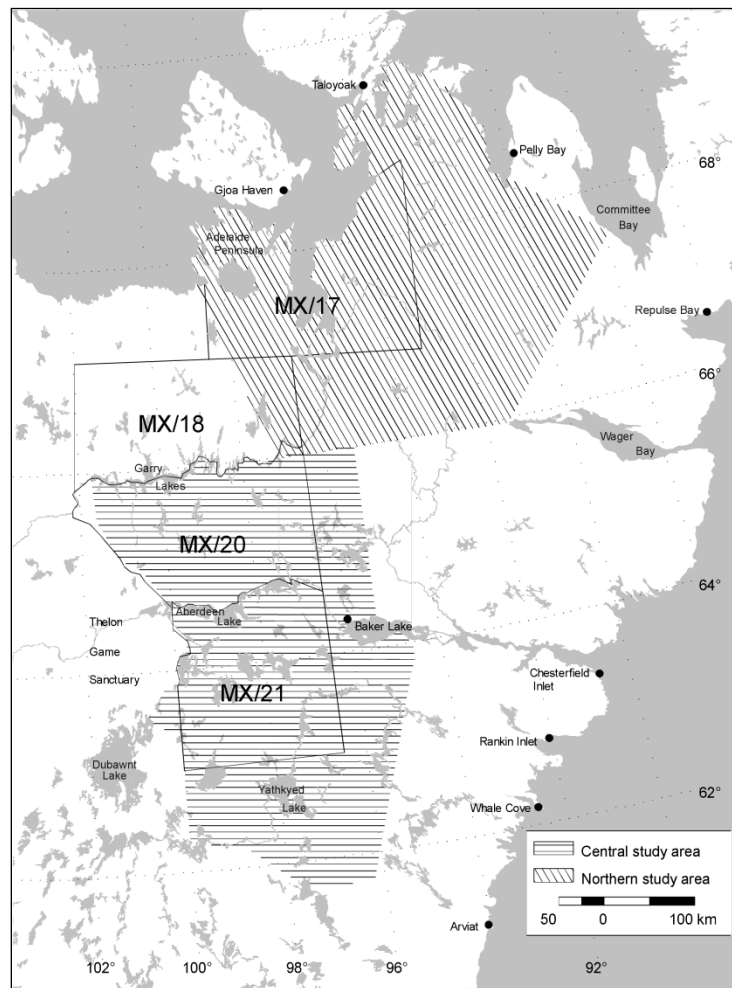 Taloyoak
Pelly Bay
68°
Gjoa Haven
Committee
Bay
Adelaide
Peninsula
MX/17
Repulse Bay
66°
MX/18
Wager
Bay
Garry
Lakes
MX/20
64°
Aberdeen
Lake
Thelon
Game
Sanctuary
Baker Lake
Chesterfield
Inlet
MX/21
Rankin Inlet
Dubawnt
Lake
Yathkyed
Lake
62°
Whale Cove
Central study area
Northern study area
50 0 100 km
Arviat
102° 100° 98° 96° 92°